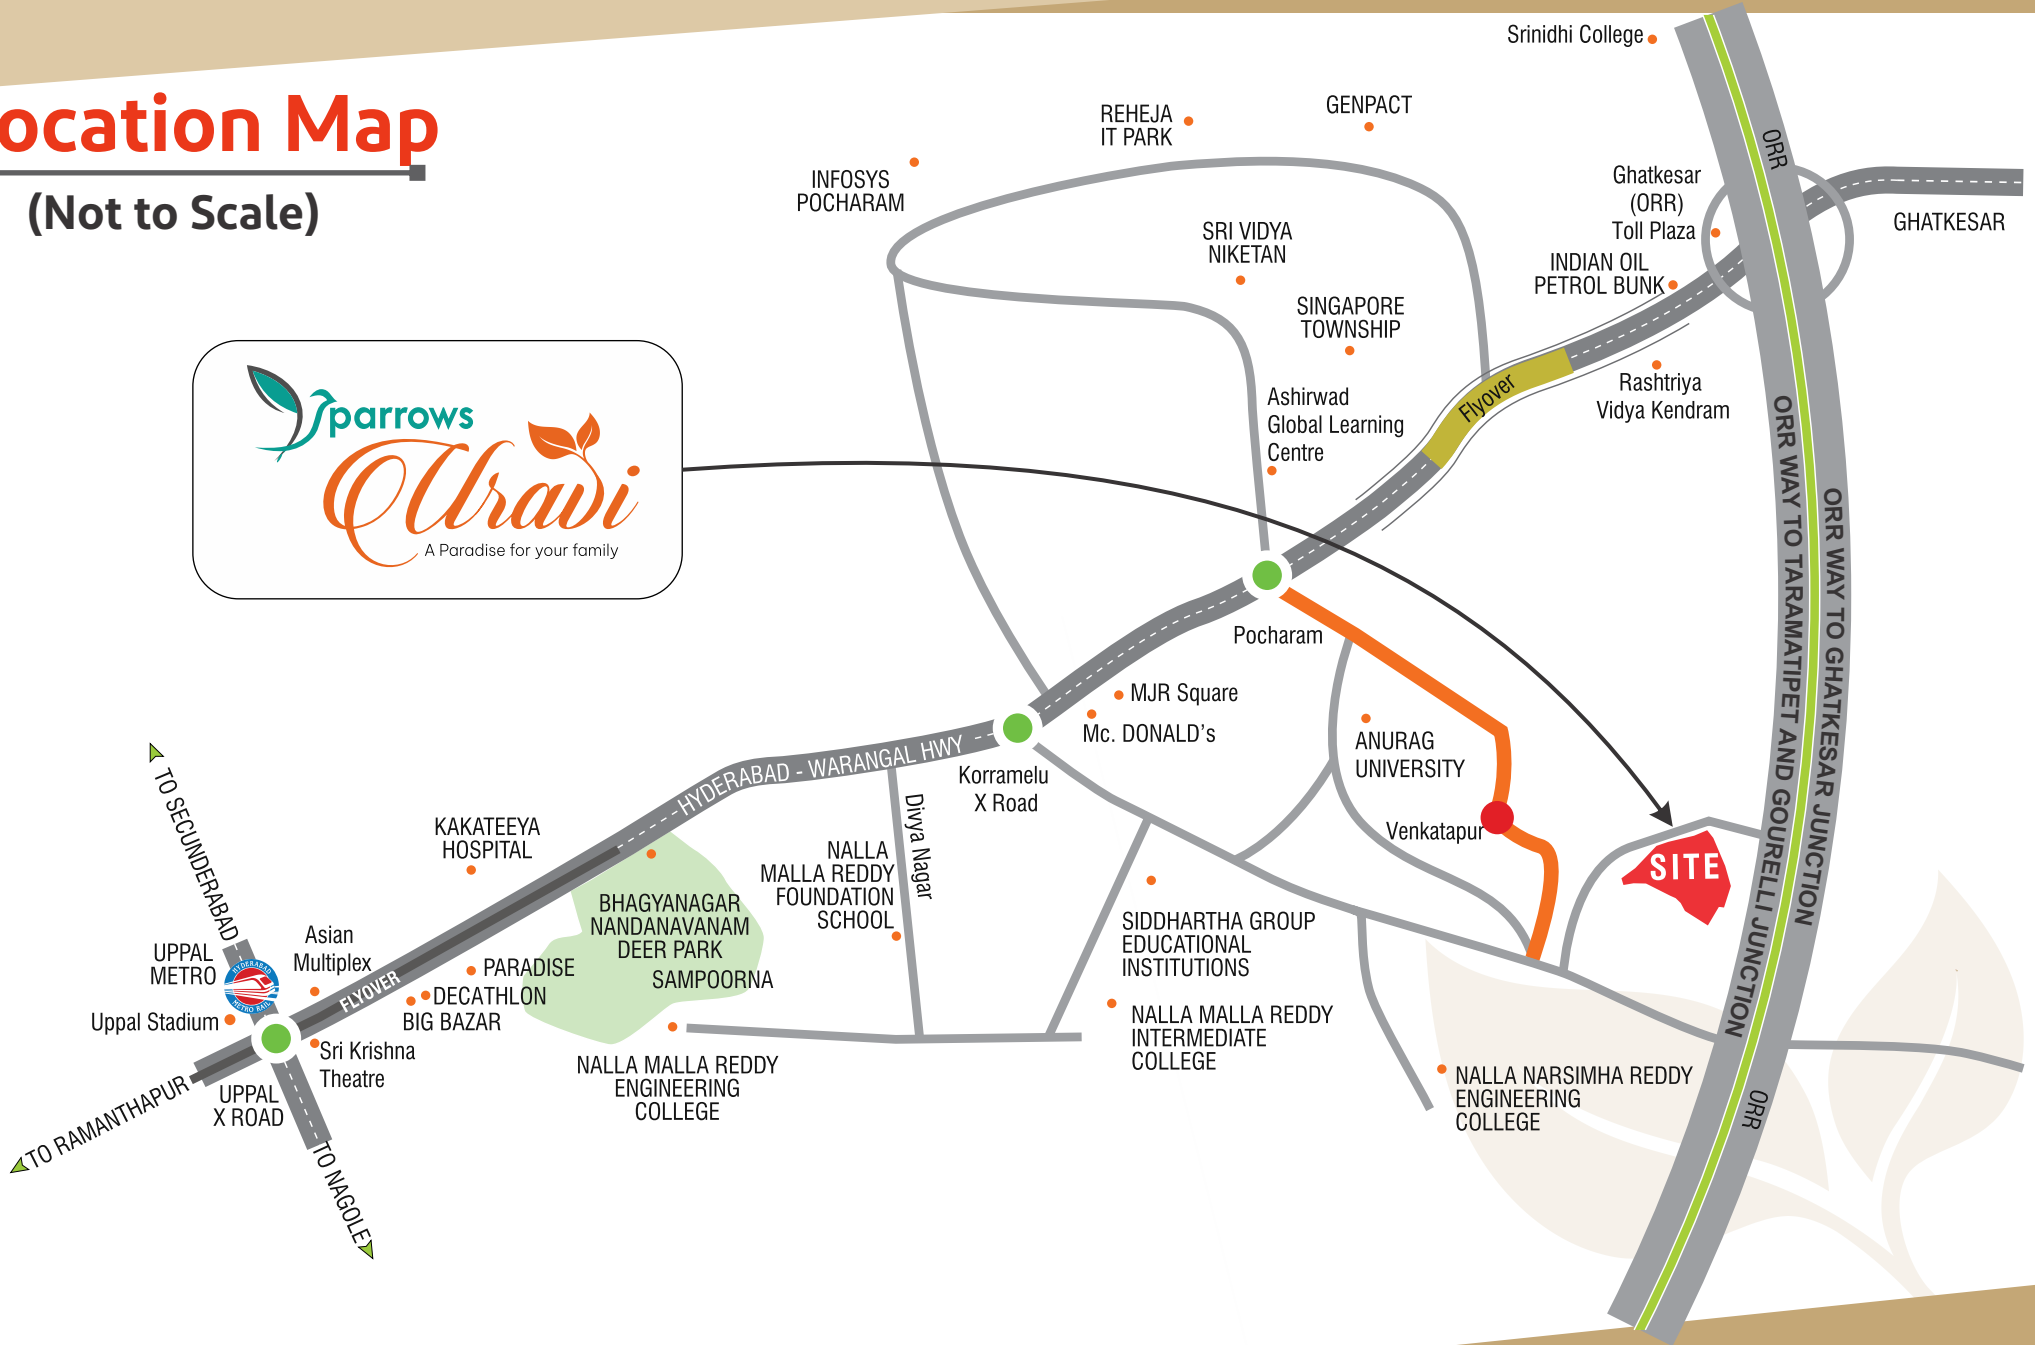 ocation Map
(Not to Scale)
Srinidhi College
REHEJA
IT PARK
GENPACT
INFOSYS
POCHARAM
SRI VIDYA
NIKETAN
SINGAPORE
TOWNSHIP
Ghatkesar
(ORR)
Toll Plaza
INDIAN OIL
PETROL BUNK
ORR
GHATKESAR
Flyover
Rashtriya
Vidya Kendram
Ashirwad
Global Learning
Centre
Sparrows
Uravi
A Paradise for your family
ORR WAY TO TARAMATIPET AND GOURELLI JUNCTION
ORR WAY TO GHATKESAR JUNCTION
Pocharam
MJR Square
Mc. DONALD's
ANURAG
UNIVERSITY
Venkatapur
SITE
Korramelu
X Road
HYDERABAD - WARANGAL HWY
Divya Nagar
KAKATEEYA
HOSPITAL
NALLA
MALLA REDDY
FOUNDATION
SCHOOL
BHAGYANAGAR
NANDANAVANAM
DEER PARK
SAMPOORNA
TO SECUNDERABAD
UPPAL
METRO
HYDERABAD
METRO RAIL
Asian
Multiplex
FLYOVER
PARADISE
DECATHLON
BIG BAZAR
Uppal Stadium
Sri Krishna
Theatre
UPPAL
X ROAD
TO RAMANTHAPUR
TO NAGOLE
NALLA MALLA REDDY
ENGINEERING
COLLEGE
SIDDHARTHA GROUP
EDUCATIONAL
INSTITUTIONS
NALLA MALLA REDDY
INTERMEDIATE
COLLEGE
NALLA NARSIMHA REDDY
ENGINEERING
COLLEGE
ORR